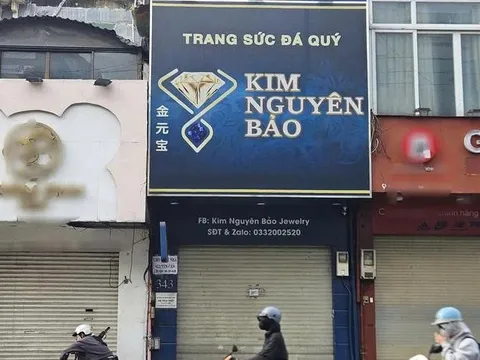 TRANG SỨC ĐÁ QUÝ
KIM
NGUYÊN
BẢO
金元宝
FB: Kim Nguyên Bảo Jewelry
SĐT & Zalo: 0332002520
343
G